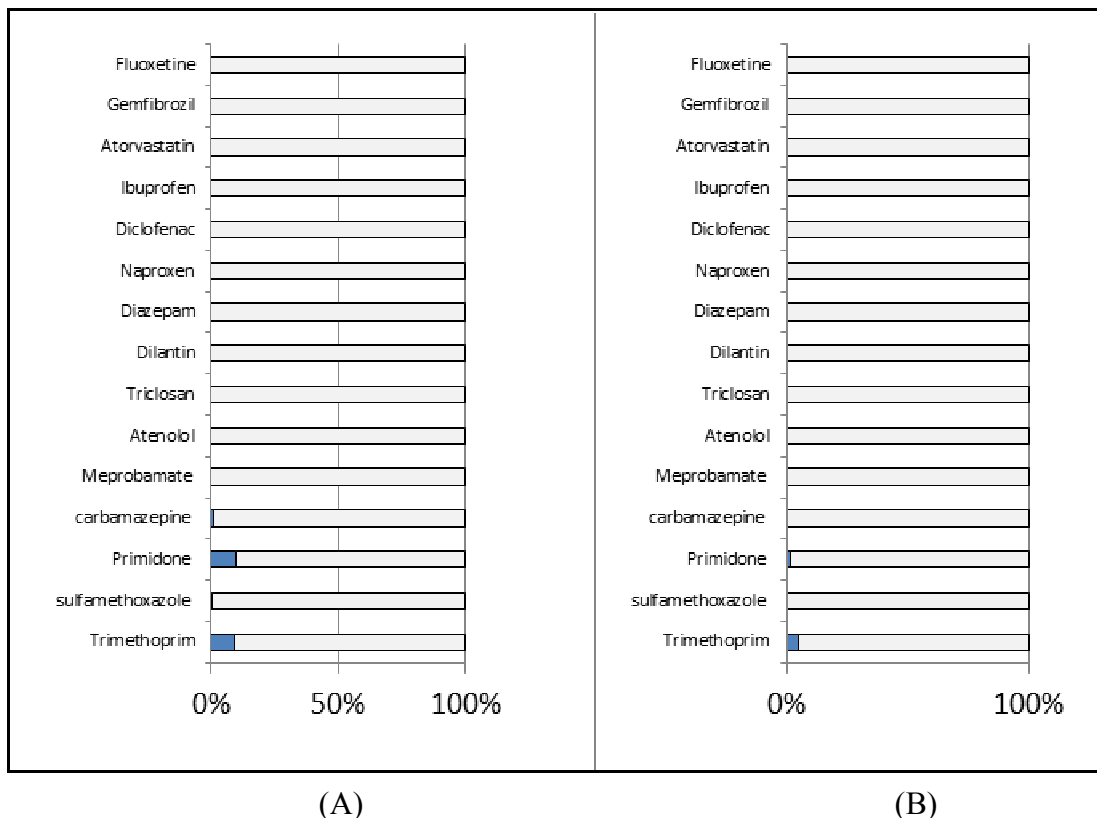 Fluoxetine
Gemfibrozil
Atorvastatin
Ibuprofen
Diclofenac
Naproxen
Diazepam
Dilantin
Triclosan
Atenolol
Meprobamate
carbamazepine
Primidone
sulfamethoxazole
Trimethoprim
0% 50% 100%
(A)
Fluoxetine
Gemfibrozil
Atorvastatin
Ibuprofen
Diclofenac
Naproxen
Diazepam
Dilantin
Triclosan
Atenolol
Meprobamate
carbamazepine
Primidone
sulfamethoxazole
Trimethoprim
0% 100%
(B)